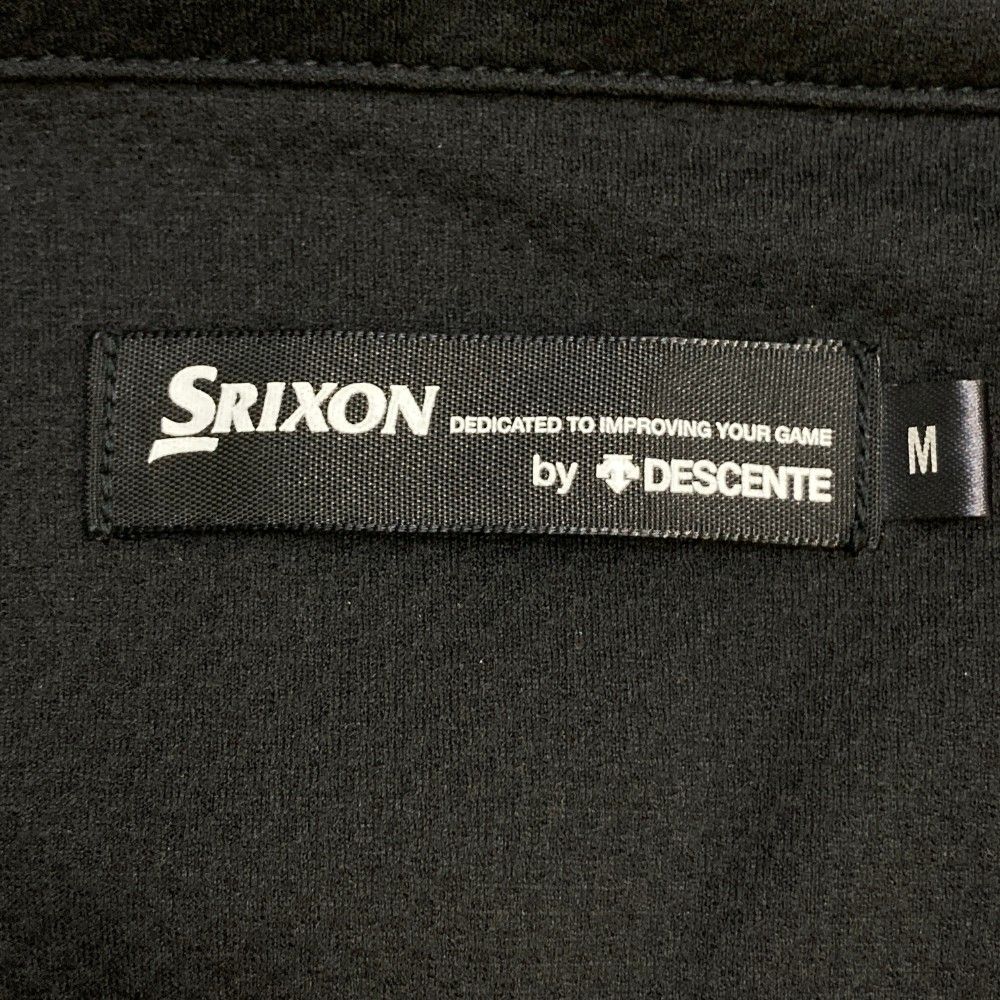 SRIXON DEDICATED TO IMPROVING YOUR GAME
by DESCENTE
M